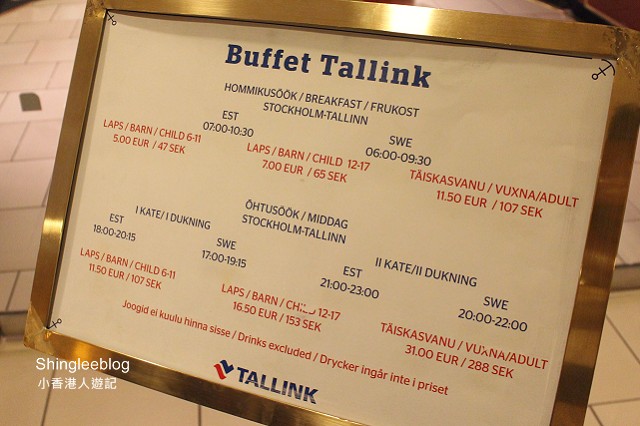 Buffet Tallink
HOMMIKUSÖÖK / BREAKFAST / FRUKOST
STOCKHOLM-TALLINN
EST
07:00-10:30
SWE
06:00-09:30
LAPS / BARN / CHILD 6-11
5.00 EUR / 47 SEK
LAPS / BARN / CHILD 12-17
7.00 EUR / 65 SEK
TÄISKASVANU / VUXNA/ADULT
11.50 EUR / 107 SEK
ÕHTUSÖÖK / MIDDAG
STOCKHOLM-TALLINN
I KATE/ I DUKNING
EST
18:00-20:15
SWE
17:00-19:15
II KATE/II DUKNING
EST
21:00-23:00
SWE
20:00-22:00
LAPS / BARN / CHILD 6-11
11.50 EUR / 107 SEK
LAPS / BARN / CHILD 12-17
16.50 EUR / 153 SEK
TÄISKASVANU / VUXNA/ADULT
31.00 EUR / 288 SEK
Joogid ei kuulu hinna sisse / Drinks excluded / Drycker ingår inte i priset
TALLINK
Shingleeblog
小香港人遊記